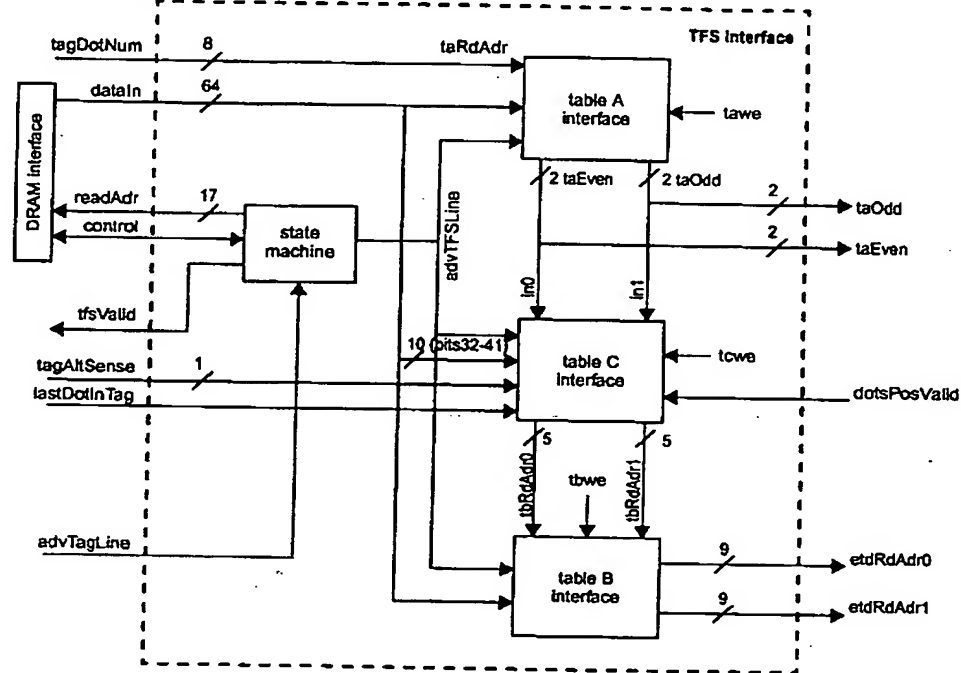 TFS Interface
tagDotNum
8
taRdAdr
dataIn
64
table A
interface
tawe
DRAM Interface
2 taEven
2 taOdd
readAdr
17
2
taOdd
control
state
machine
2
taEven
advTFSLine
in0
in1
tfsValid
10 (bits32-41)
table C
interface
tcwe
tagAltSense
1
lastDotInTag
dotsPosValid
5
5
tbRdAdr0
tbwe
tbRdAdr1
advTagLine
table B
interface
9
etdRdAdr0
9
etdRdAdr1